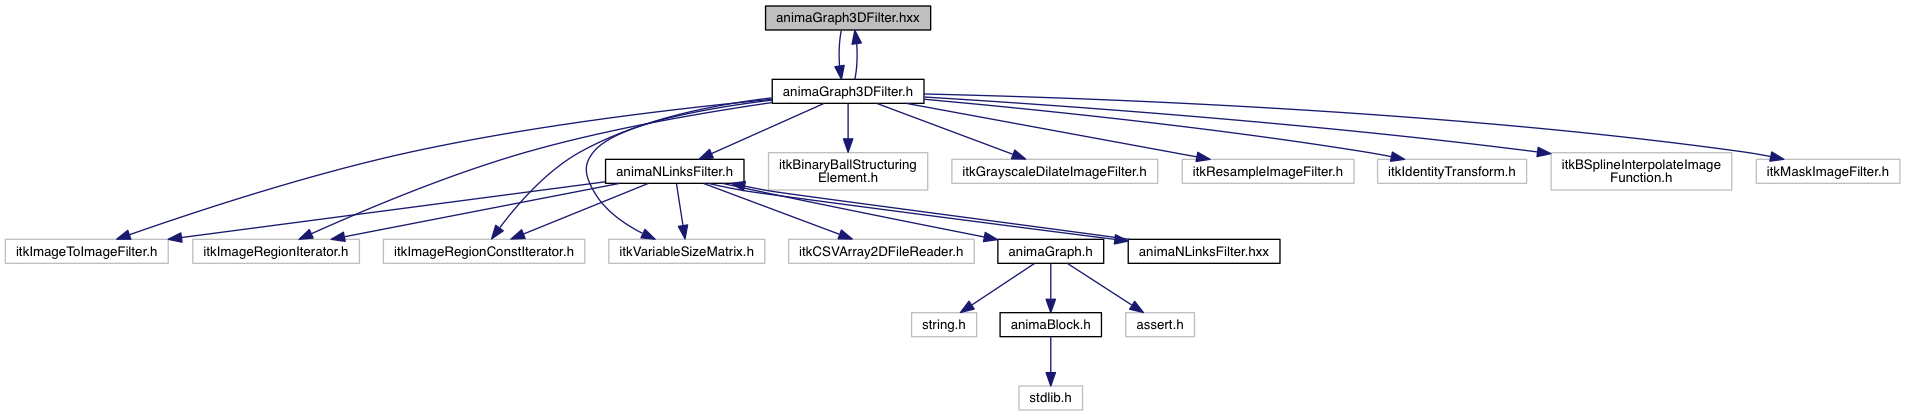 animaGraph3DFilter.hxx
animaGraph3DFilter.h
animaNLinksFilter.h
itkBinaryBallStructuring
Element.h
itkGrayscaleDilateImageFilter.h
itkResampleImageFilter.h
itkIdentityTransform.h
itkBSplineInterpolateImage
Function.h
itkMaskImageFilter.h
itkImageToImageFilter.h
itkImageRegionIterator.h
itkImageRegionConstIterator.h
itkVariableSizeMatrix.h
itkCSVArray2DFileReader.h
animaGraph.h
animaNLinksFilter.hxx
string.h
animaBlock.h
assert.h
stdlib.h